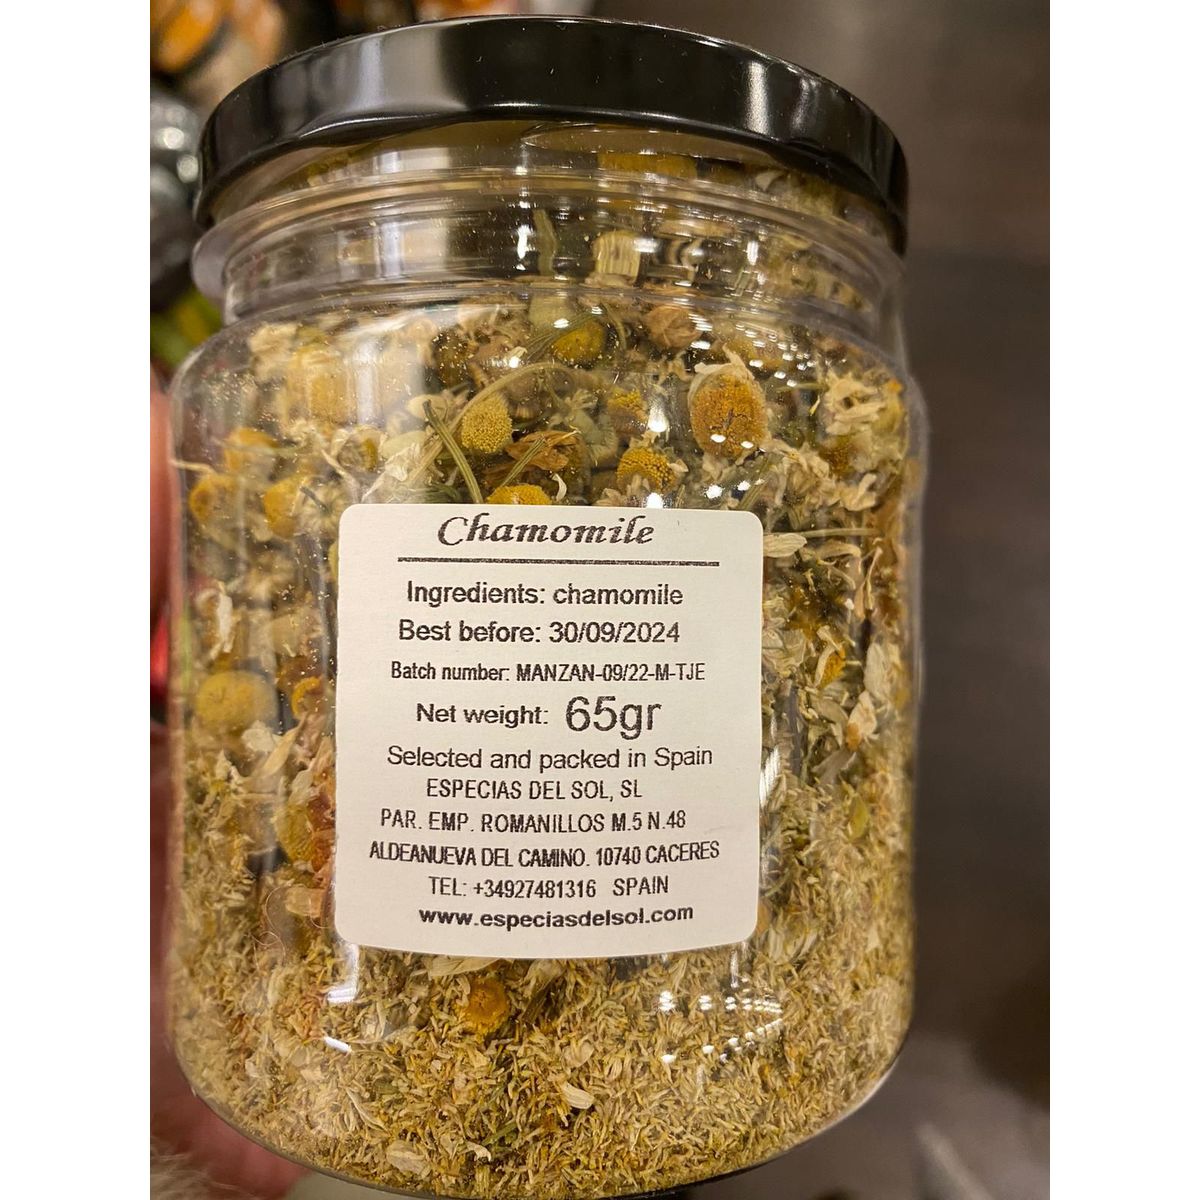 Chamomile
Ingredients: chamomile
Best before: 30/09/2024
Batch number: MANZAN-09/22-M-TJE
Net weight: 65gr
Selected and packed in Spain
ESPECIAS DEL SOL, SL
PAR. EMP. ROMANILLOS M.5 N.48
ALDEANUEVA DEL CAMINO. 10740 CACERES
TEL: +34927481316 SPAIN
www.especiasdelsol.com